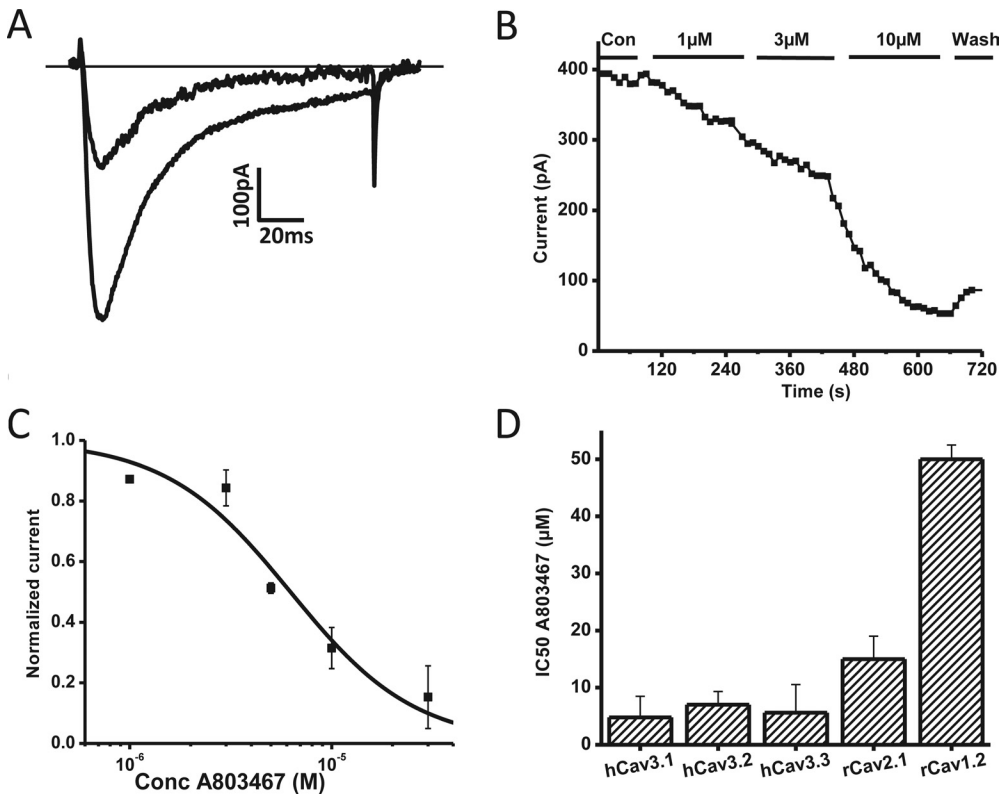 A
100pA
20ms
B
Con 1µM 3µM 10µM Wash
400
300
200
100
0
Current (pA)
120 240 360 480 600 720
Time (s)
C
1.0
0.8
0.6
0.4
0.2
0.0
Normalized current
10-6 10-5
Conc A803467 (M)
D
50
40
30
20
10
0
IC50 A803467 (µM)
hCav3.1 hCav3.2 hCav3.3 rCav2.1 rCav1.2